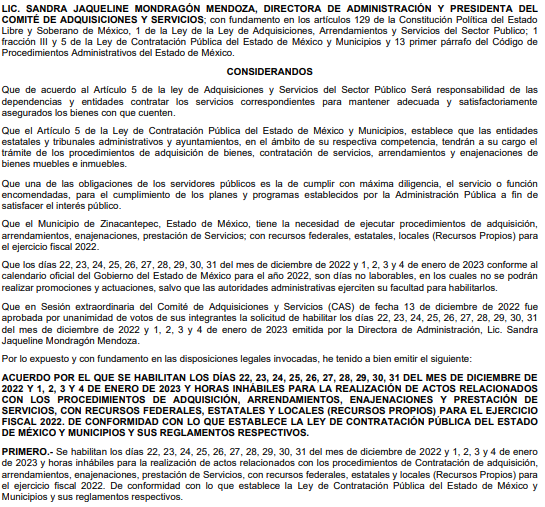 LIC. SANDRA JAQUELINE MONDRAGÓN MENDOZA, DIRECTORA DE ADMINISTRACIÓN Y PRESIDENTA DEL
COMITÉ DE ADQUISICIONES Y SERVICIOS; con fundamento en los artículos 129 de la Constitución Política del Estado
Libre y Soberano de México, 1 de la Ley de la Ley de Adquisiciones, Arrendamientos y Servicios del Sector Publico; 1
fracción III y 5 de la Ley de Contratación Pública del Estado de México y Municipios y 13 primer párrafo del Código de
Procedimientos Administrativos del Estado de México.
CONSIDERANDOS
Que de acuerdo al Artículo 5 de la ley de Adquisiciones y Servicios del Sector Público Será responsabilidad de las
dependencias y entidades contratar los servicios correspondientes para mantener adecuada y satisfactoriamente
asegurados los bienes con que cuenten.
Que el Artículo 5 de la Ley de Contratación Pública del Estado de México y Municipios, establece que las entidades
estatales y tribunales administrativos y ayuntamientos, en el ámbito de su respectiva competencia, tendrán a su cargo el
trámite de los procedimientos de adquisición de bienes, contratación de servicios, arrendamientos y enajenaciones de
bienes muebles e inmuebles.
Que una de las obligaciones de los servidores públicos es la de cumplir con máxima diligencia, el servicio o función
encomendas, para el cumplimiento de los planes y programas establecidos por la Administración Pública a fin de
satisfacer el interés público.
Que el Municipio de Zinacantepec, Estado de México, tiene la necesidad de ejecutar procedimientos de adquisición,
arrendamientos, enajenaciones, prestación de Servicios; con recursos federales, estatales, locales (Recursos Propios) para
el ejercicio fiscal 2022.
Que los días 22, 23, 24, 25, 26, 27, 28, 29, 30, 31 del mes de diciembre de 2022 y 1, 2, 3 y 4 de enero de 2023 conforme al
calendario oficial del Gobierno del Estado de México para el año 2022, son días no laborables, en los cuales no se podrán
realizar promociones y actuaciones, salvo que las autoridades administrativas ejerciten su facultad para habilitarlos.
Que en Sesión extraordinaria del Comité de Adquisiciones y Servicios (CAS) de fecha 13 de diciembre de 2022 fue
aprobada por unanimidad de votos de sus integrantes la solicitud de habilitar los días 22, 23, 24, 25, 26, 27, 28, 29, 30, 31
del mes de diciembre de 2022 y 1, 2, 3 y 4 de enero de 2023 emitida por la Directora de Administración, Lic. Sandra
Jaqueline Mondragón Mendoza.
Por lo expuesto y con fundamento en las disposiciones legales invocadas, he tenido a bien emitir el siguiente:
ACUERDO POR EL QUE SE HABILITAN LOS DÍAS 22, 23, 24, 25, 26, 27, 28, 29, 30, 31 DEL MES DE DICIEMBRE DE
2022 Y 1, 2, 3 Y 4 DE ENERO DE 2023 Y HORAS INHÁBILES PARA LA REALIZACIÓN DE ACTOS RELACIONADOS
CON LOS PROCEDIMIENTOS DE ADQUISICIÓN, ARRENDAMIENTOS, ENAJENACIONES Y PRESTACIÓN DE
SERVICIOS, CON RECURSOS FEDERALES, ESTATALES Y LOCALES (RECURSOS PROPIOS) PARA EL EJERCICIO
FISCAL 2022. DE CONFORMIDAD CON LO QUE ESTABLECE LA LEY DE CONTRATACIÓN PÚBLICA DEL ESTADO
DE MÉXICO Y MUNICIPIOS Y SUS REGLAMENTOS RESPECTIVOS.
PRIMERO.- Se habilitan los días 22, 23, 24, 25, 26, 27, 28, 29, 30, 31 del mes de diciembre de 2022 y 1, 2, 3 y 4 de enero
de 2023 y horas inhábiles para la realización de actos relacionados con los procedimientos de Contratación de adquisición,
arrendamientos, enajenaciones, prestación de Servicios, con recursos federales, estatales y locales (Recursos Propios) para
el ejercicio fiscal 2022. De conformidad con lo que establece la Ley de Contratación Pública del Estado de México y
Municipios y sus reglamentos respectivos.